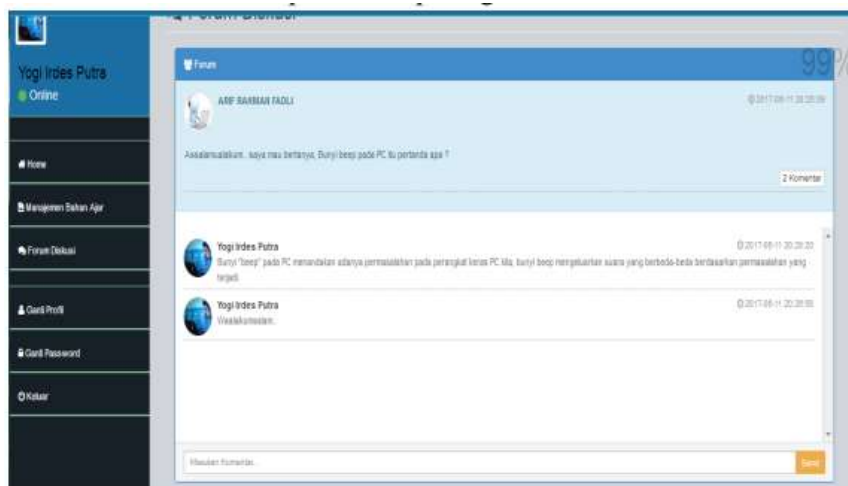 Forum Diskusi
Yogi Irdes Putra
Online
Home
Manajemen Bahan Ajar
Forum Diskusi
Ganti Profil
Ganti Password
Keluar
Forum
99%
ARIF RAHMAN FADLI
Assalamualaikum.. saya mau bertanya, Bunyi beep pada PC itu pertanda apa ?
2 Komentar
Yogi Irdes Putra
Bunyi "beep" pada PC menandakan adanya permasalahan pada perangkat keras PC kita, bunyi beep mengeluarkan suara yang berbeda-beda berdasarkan permasalahan yang
terjadi.
Yogi Irdes Putra
Masukan Komentar..
Send